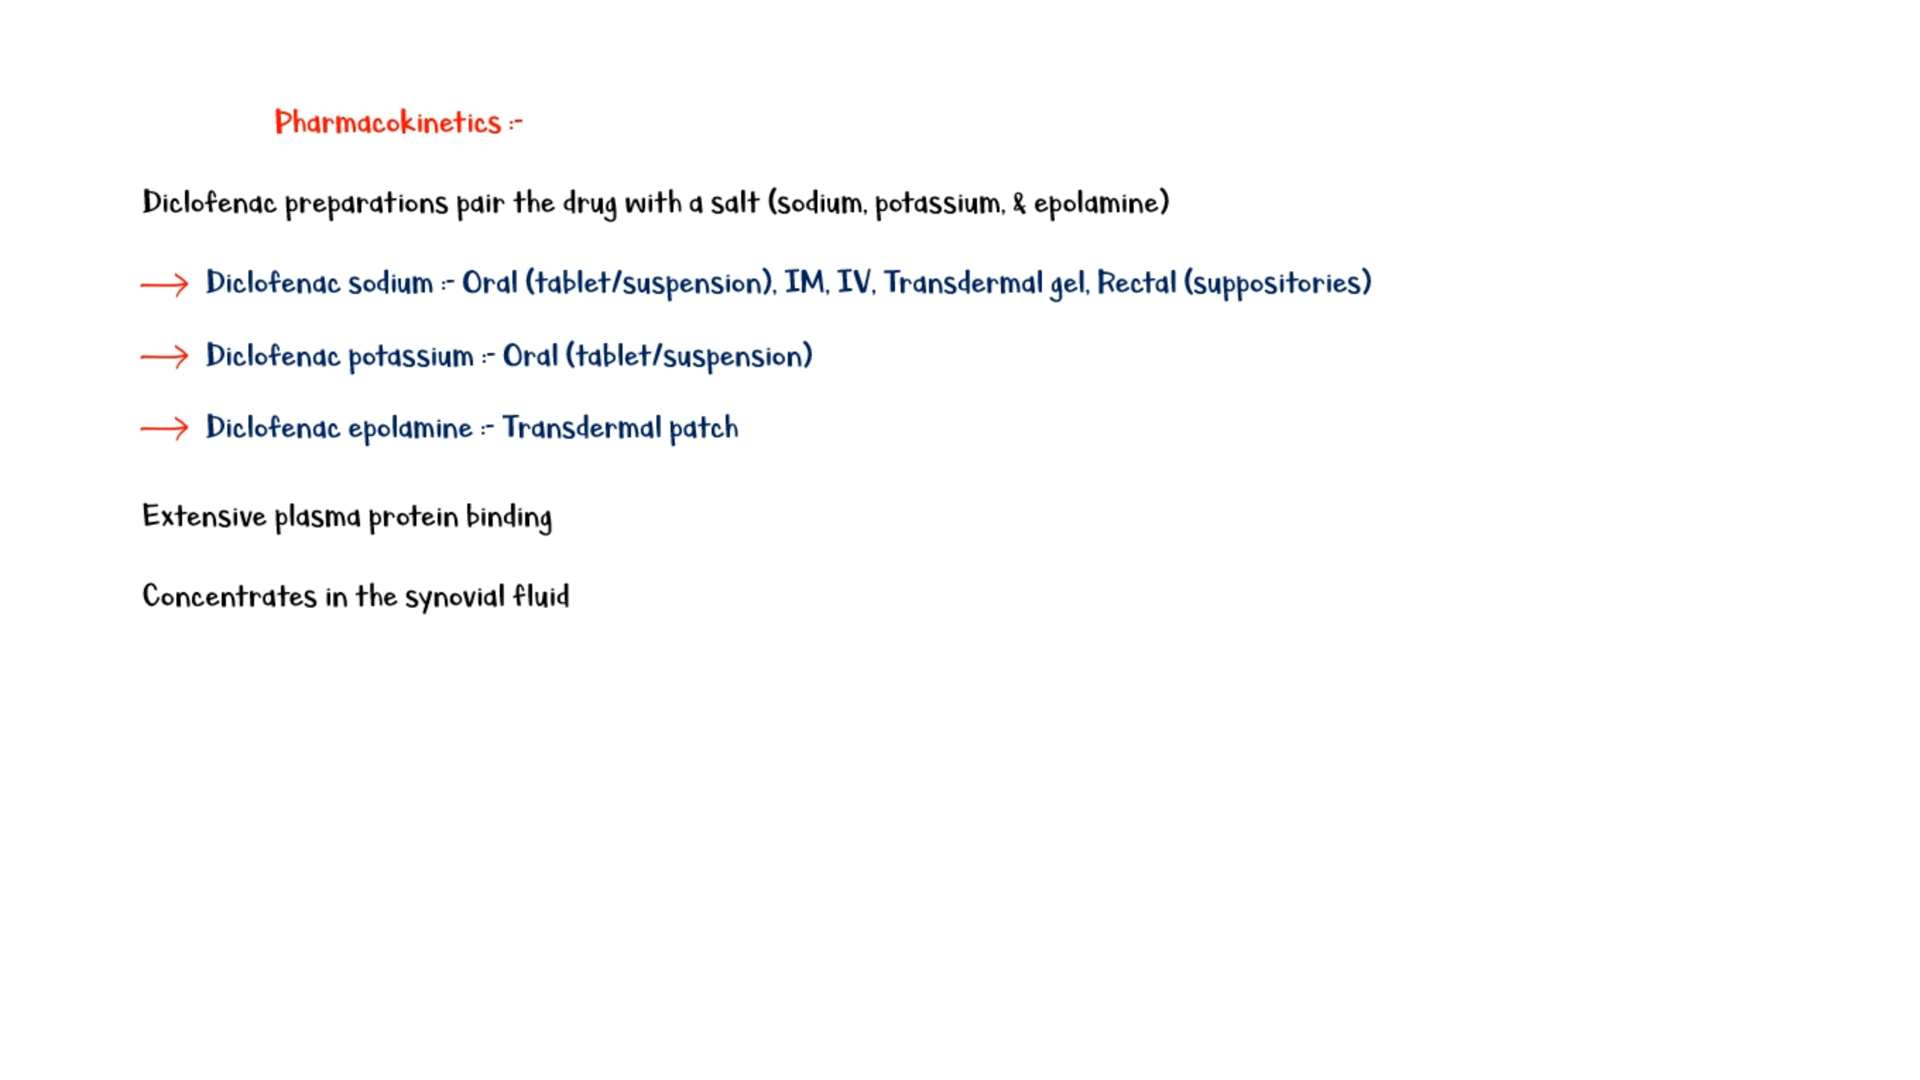 Pharmacokinetics :-
Diclofenac preparations pair the drug with a salt (sodium, potassium, & epolamine)
→ Diclofenac sodium :- Oral (tablet/suspension), IM, IV, Transdermal gel, Rectal (suppositories)
→ Diclofenac potassium :- Oral (tablet/suspension)
→ Diclofenac epolamine :- Transdermal patch
Extensive plasma protein binding
Concentrates in the synovial fluid